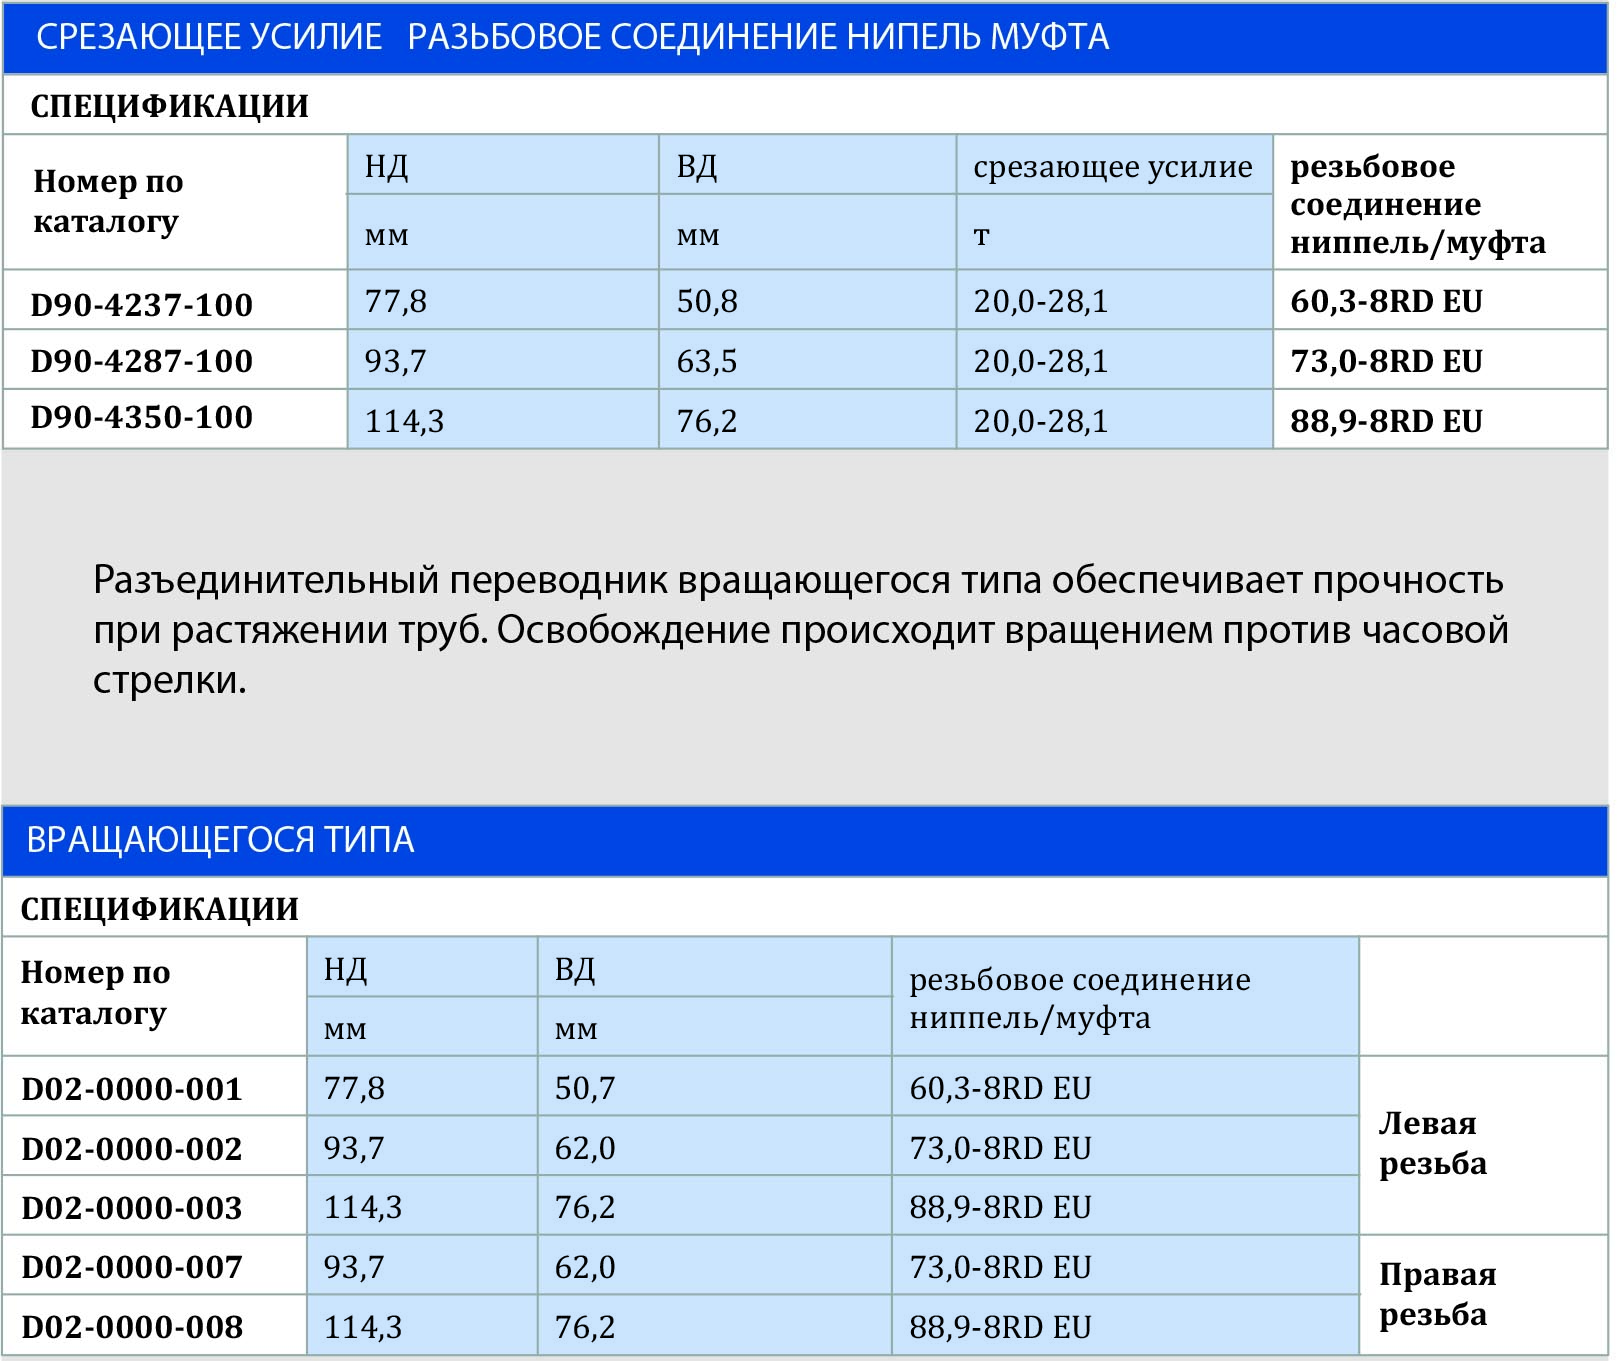 СРЕЗАЮЩЕЕ УСИЛИЕ РАЗЬБОВОЕ СОЕДИНЕНИЕ НИПЕЛЬ МУФТА
СПЕЦИФИКАЦИИ
Номер по каталогу НД ВД срезающее усилие резьбовое соединение ниппель/муфта
мм мм т
D90-4237-100 77,8 50,8 20,0-28,1 60,3-8RD EU
D90-4287-100 93,7 63,5 20,0-28,1 73,0-8RD EU
D90-4350-100 114,3 76,2 20,0-28,1 88,9-8RD EU
Разъединительный переводник вращающегося типа обеспечивает прочность
при растяжении труб. Освобождение происходит вращением против часовой
стрелки.
ВРАЩАЮЩЕГОСЯ ТИПА
СПЕЦИФИКАЦИИ
Номер по каталогу НД ВД резьбовое соединение ниппель/муфта
мм мм
D02-0000-001 77,8 50,7 60,3-8RD EU
D02-0000-002 93,7 62,0 73,0-8RD EU
Левая резьба
D02-0000-003 114,3 76,2 88,9-8RD EU
D02-0000-007 93,7 62,0 73,0-8RD EU
Правая резьба
D02-0000-008 114,3 76,2 88,9-8RD EU